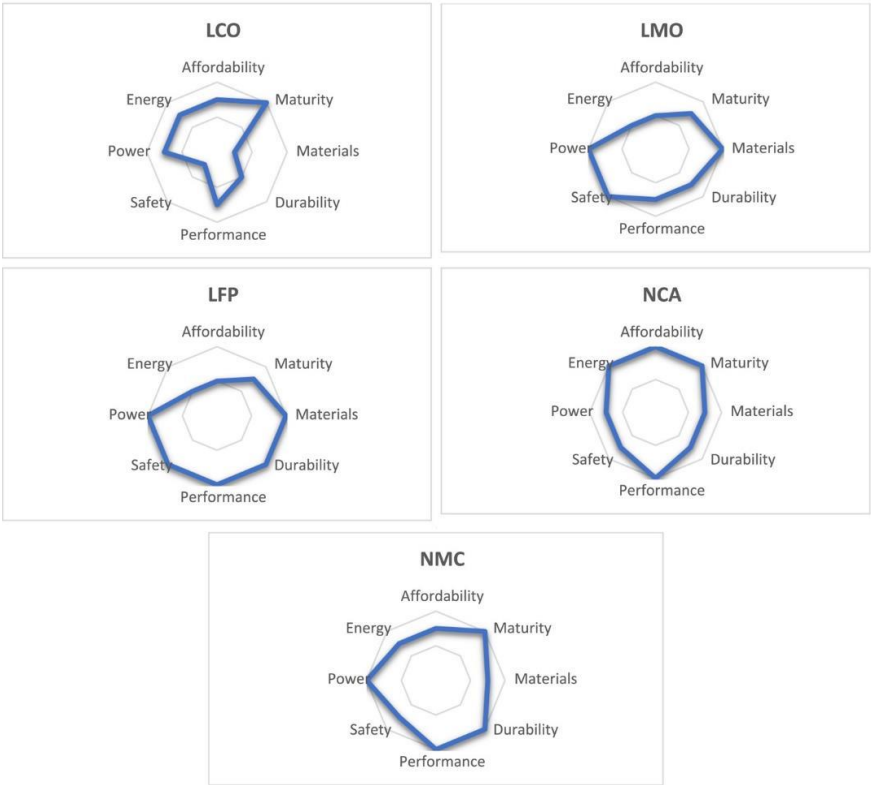 LCO
Affordability
Energy
Maturity
Power
Materials
Safety
Durability
Performance
LMO
Affordability
Energy
Maturity
Power
Materials
Safety
Durability
Performance
LFP
Affordability
Energy
Maturity
Power
Materials
Safety
Durability
Performance
NCA
Affordability
Energy
Maturity
Power
Materials
Safety
Durability
Performance
NMC
Affordability
Energy
Maturity
Power
Materials
Safety
Durability
Performance